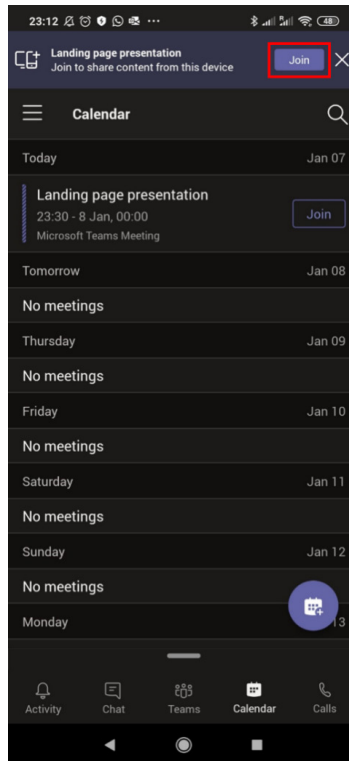 23:12
48
Landing page presentation
Join to share content from this device
Join
Calendar
Today Jan 07
Landing page presentation
23:30 - 8 Jan, 00:00
Microsoft Teams Meeting
Join
Tomorrow Jan 08
No meetings
Thursday Jan 09
No meetings
Friday Jan 10
No meetings
Saturday Jan 11
No meetings
Sunday Jan 12
No meetings
Monday 13
Activity Chat Teams Calendar Calls